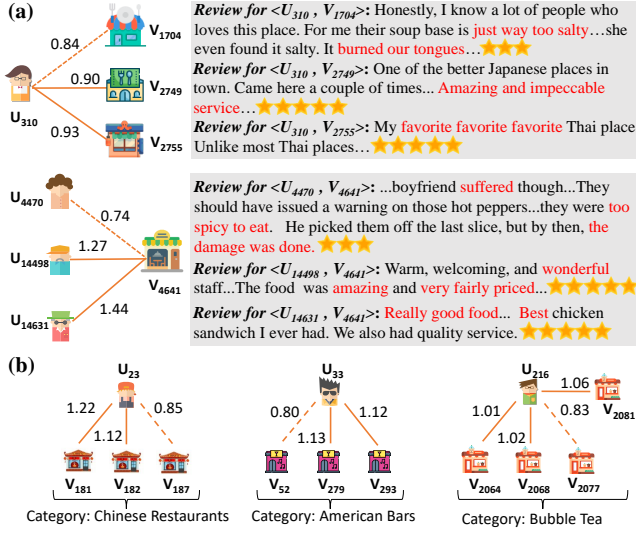 (a)
0.84
V1704
0.90
V2749
U310
0.93
V2755
Review for <U310 , V1704>: Honestly, I know a lot of people who
loves this place. For me their soup base is just way too salty…she
even found it salty. It burned our tongues…
Review for <U310 , V2749>: One of the better Japanese places in
town. Came here a couple of times... Amazing and impeccable
service…
Review for <U310 , V2755>: My favorite favorite favorite Thai place
Unlike most Thai places…
U4470
0.74
U14498
1.27
V4641
1.44
U14631
Review for <U4470 , V4641>: ...boyfriend suffered though...They
should have issued a warning on those hot peppers...they were too
spicy to eat. He picked them off the last slice, but by then, the
damage was done.
Review for <U14498 , V4641>: Warm, welcoming, and wonderful
staff...The food was amazing and very fairly priced...
Review for <U14631 , V4641>: Really good food... Best chicken
sandwich I ever had. We also had quality service.
(b)
U23
1.22
0.85
1.12
V181
V182
V187
Category: Chinese Restaurants
U33
0.80
1.12
1.13
V52
V279
V293
Category: American Bars
U216
1.06
V2081
1.01
0.83
1.02
V2064
V2068
V2077
Category: Bubble Tea